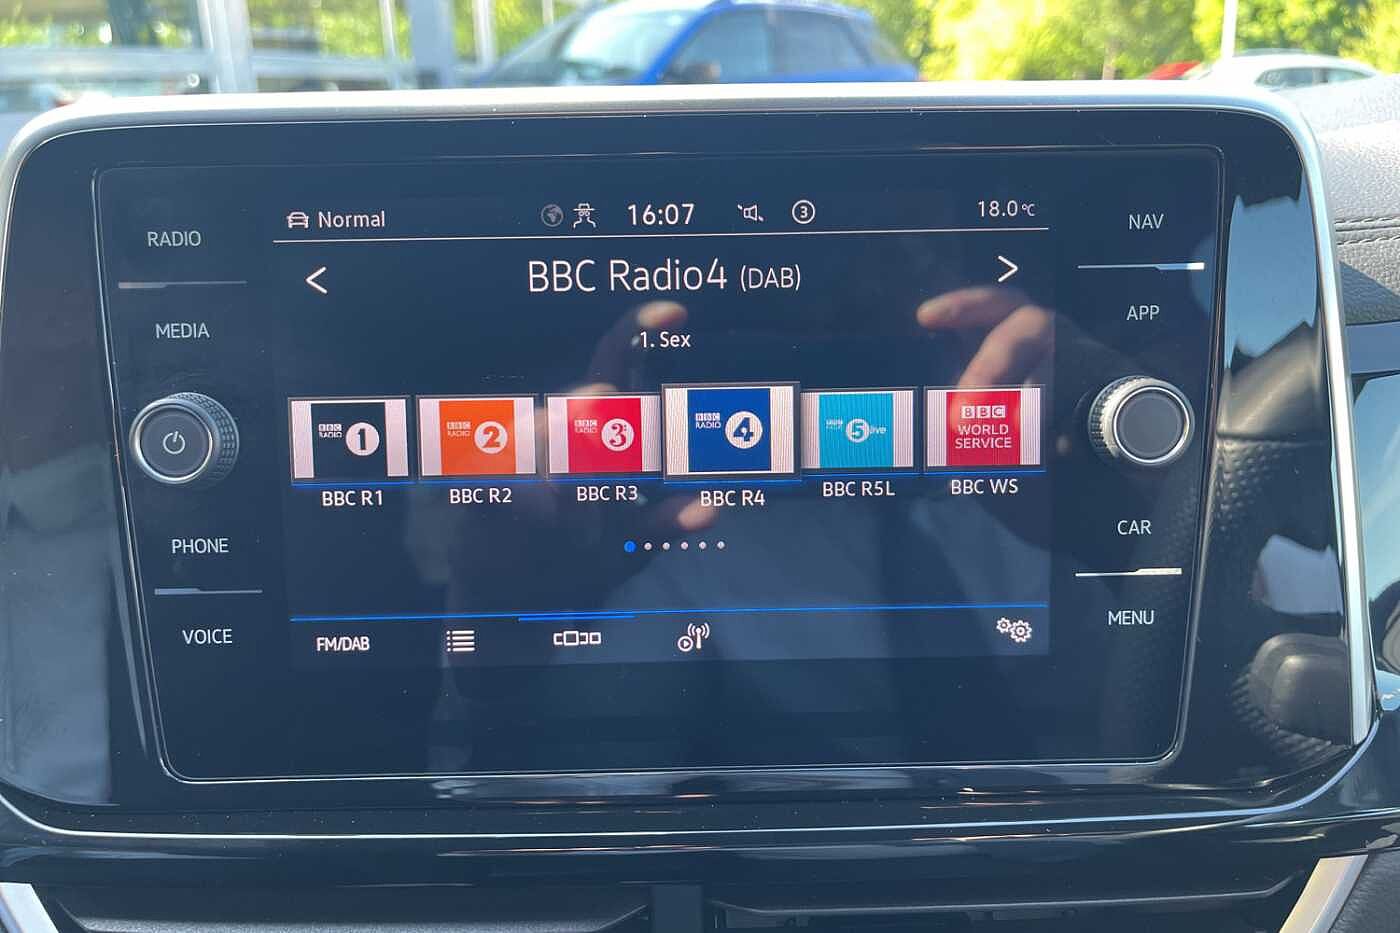 RADIO
MEDIA
PHONE
VOICE
Normal
16:07
3
18.0°C
<
BBC Radio4 (DAB)
>
1. Sex
BBC RADIO 1
BBC RADIO 2
BBC RADIO 3
BBC RADIO 4
5 live
BBC WORLD SERVICE
BBC R1
BBC R2
BBC R3
BBC R4
BBC R5L
BBC WS
FM/DAB
NAV
APP
CAR
MENU